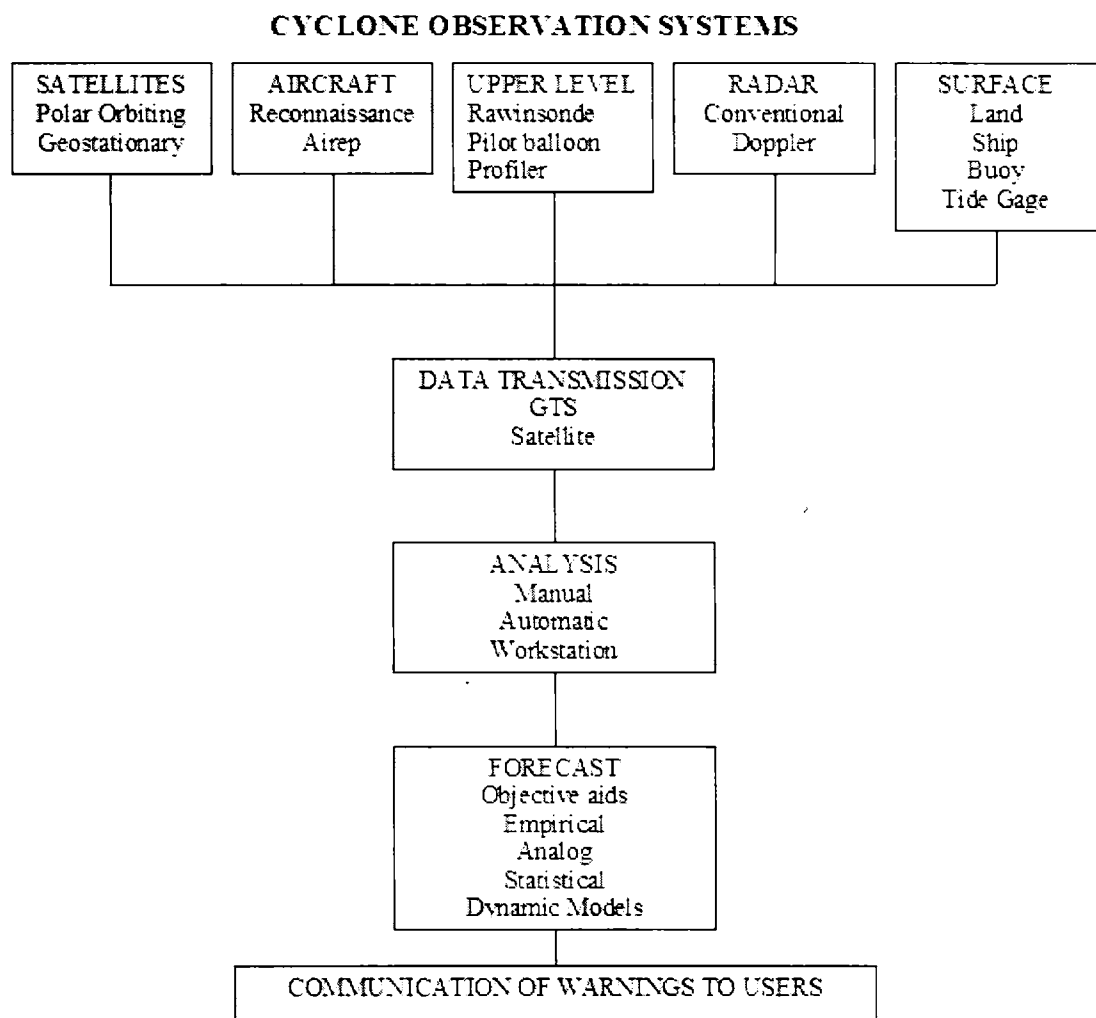 CYCLONE OBSERVATION SYSTEMS
SATELLITES
Polar Orbiting
Geostationary
AIRCRAFT
Reconnaissance
Airep
UPPER LEVEL
Rawinsonde
Pilot balloon
Profiler
RADAR
Conventional
Doppler
SURFACE
Land
Ship
Buoy
Tide Gage
DATA TRANSMISSION
GTS
Satellite
ANALYSIS
Manual
Automatic
Workstation
FORECAST
Objective aids
Empirical
Analog
Statistical
Dynamic Models
COMMUNICATION OF WARNINGS TO USERS